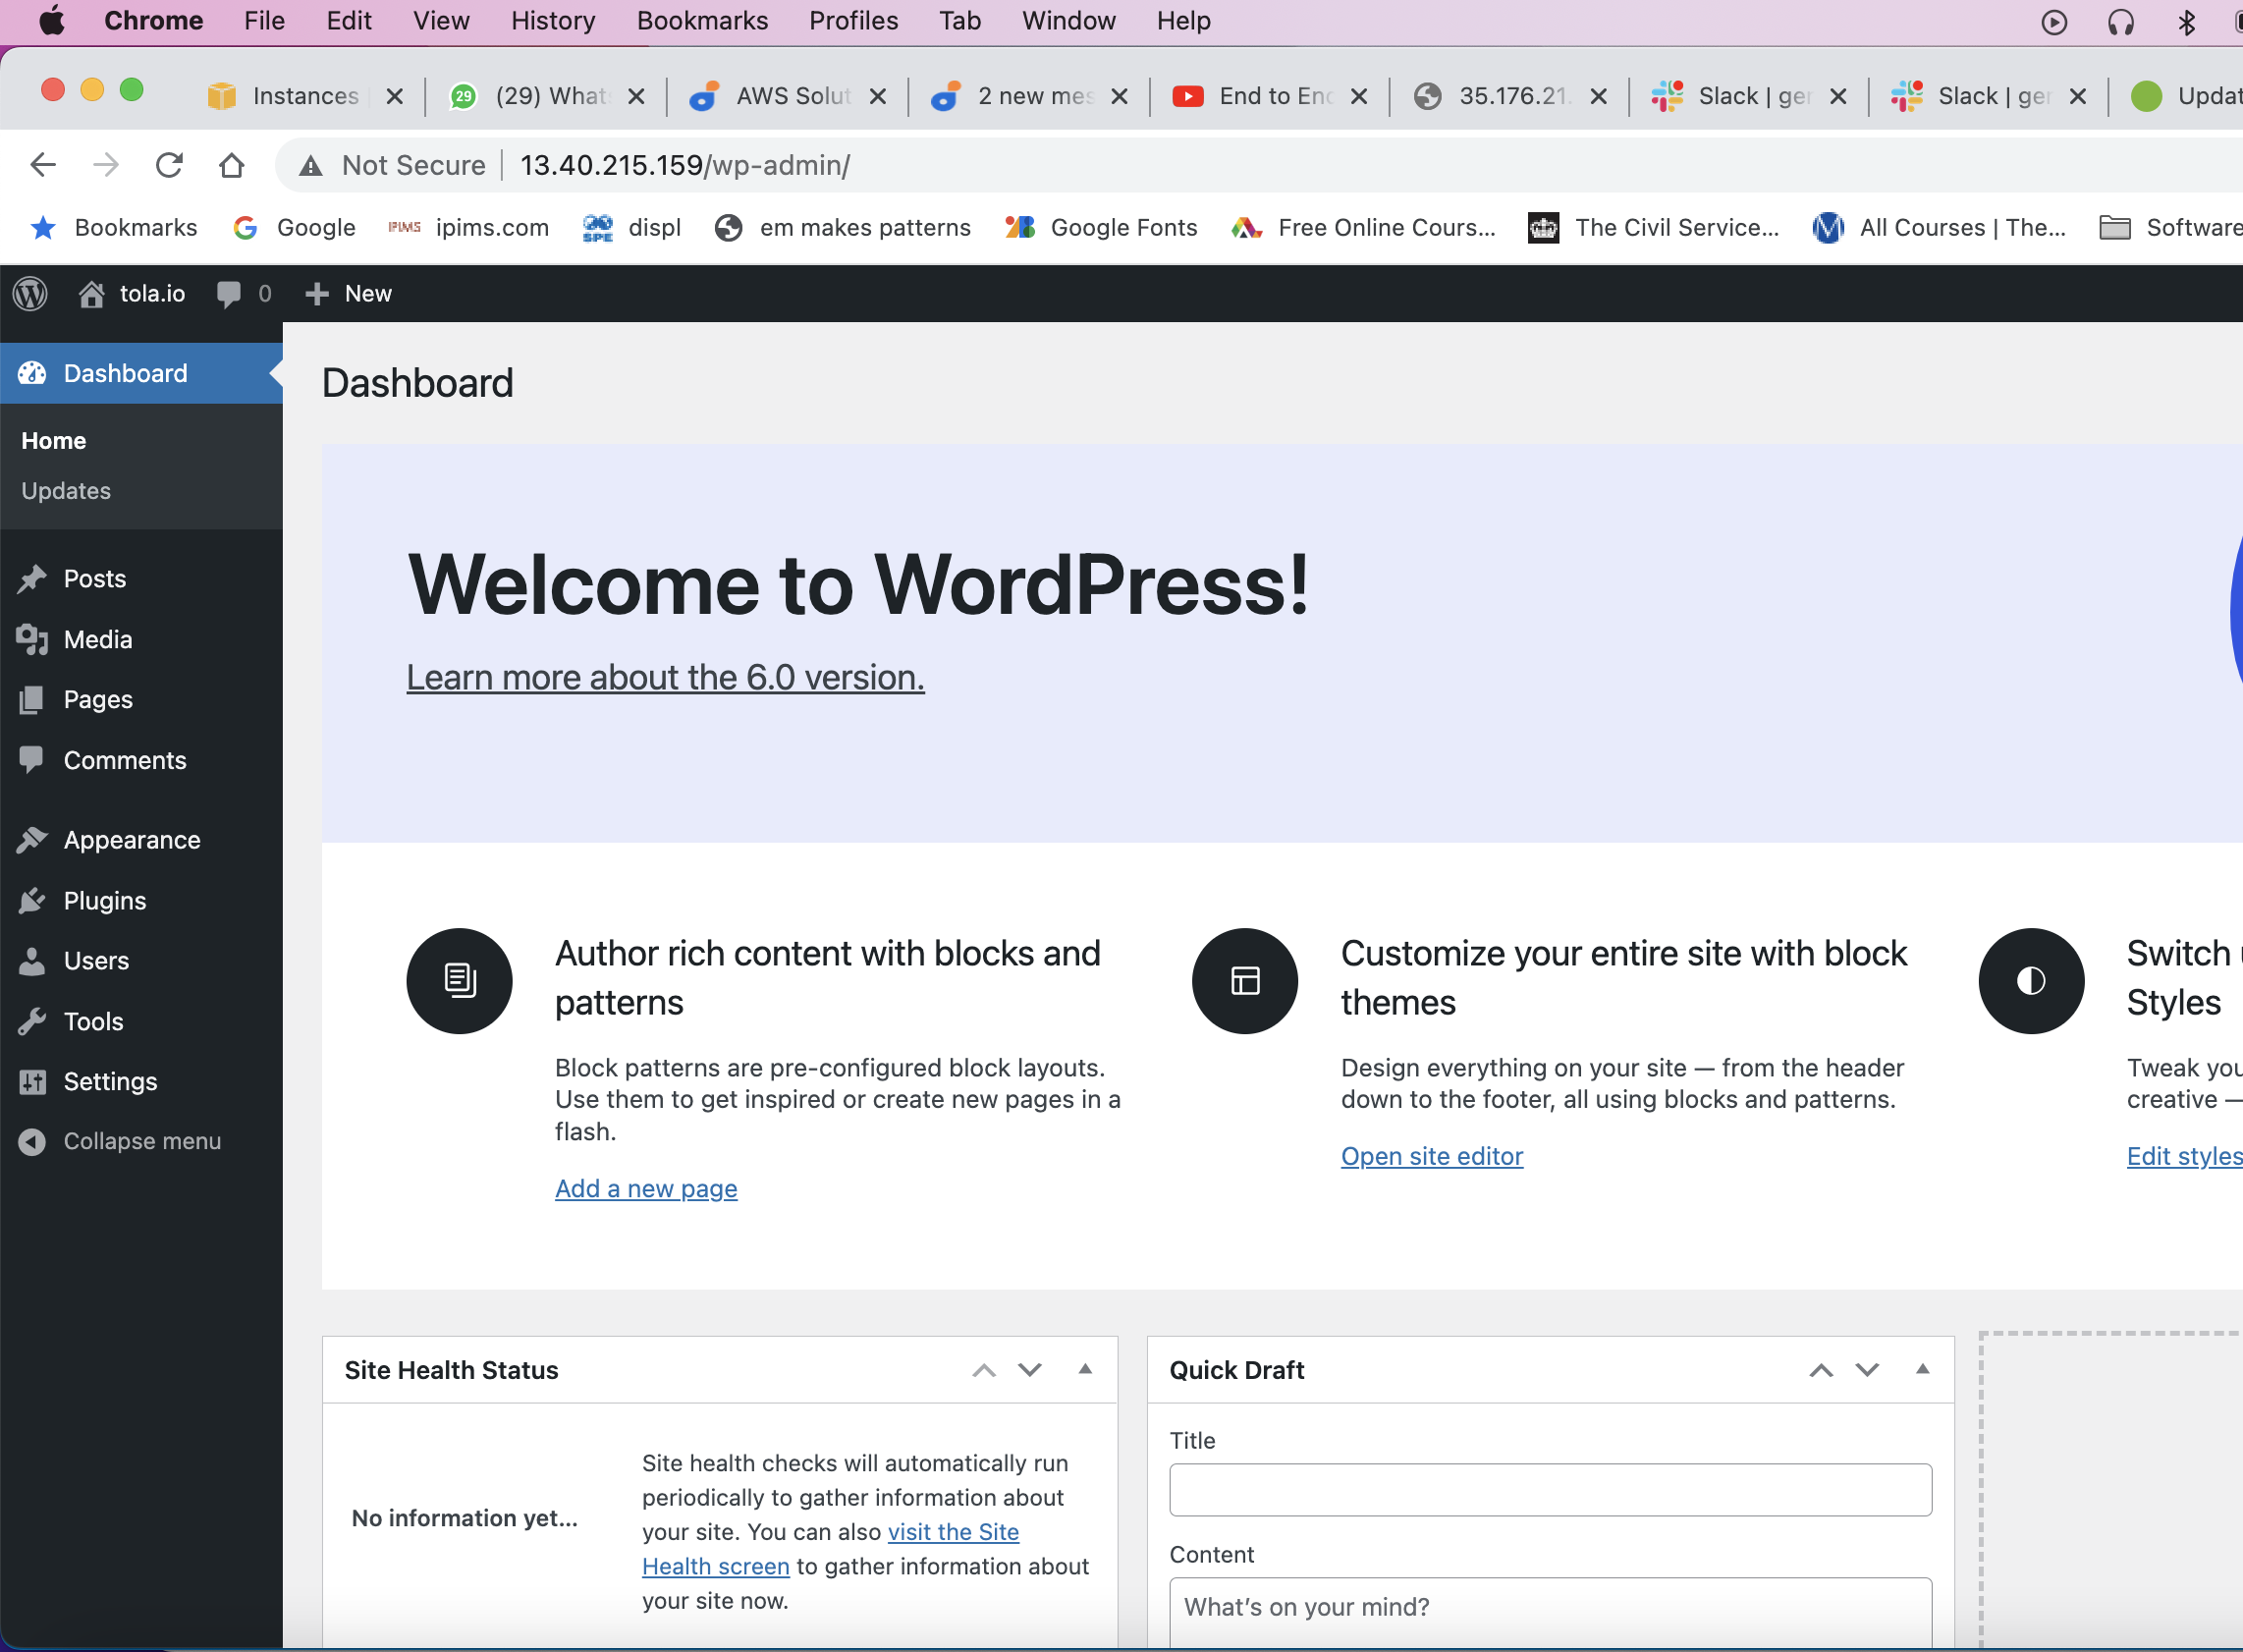 Chrome File Edit View History Bookmarks Profiles Tab Window Help
Instances (29) What AWS Solut 2 new mes End to End 35.176.21. Slack | ger Slack | ger Updat
29
Not Secure 13.40.215.159/wp-admin/
Bookmarks Google IPIMS ipims.com SPE displ em makes patterns Google Fonts Free Online Cours... The Civil Service... All Courses | The... Software
tola.io 0 New
Dashboard
Home
Updates
Posts
Media
Pages
Comments
Appearance
Plugins
Users
Tools
Settings
Collapse menu
Dashboard
Welcome to WordPress!
Learn more about the 6.0 version.
Author rich content with blocks and
patterns
Block patterns are pre-configured block layouts.
Use them to get inspired or create new pages in a
flash.
Add a new page
Customize your entire site with block
themes
Design everything on your site — from the header
down to the footer, all using blocks and patterns.
Open site editor
Switch
Styles
Tweak you
creative —
Edit styles
Site Health Status
No information yet...
Site health checks will automatically run
periodically to gather information about
your site. You can also visit the Site
Health screen to gather information about
your site now.
Quick Draft
Title
Content
What's on your mind?